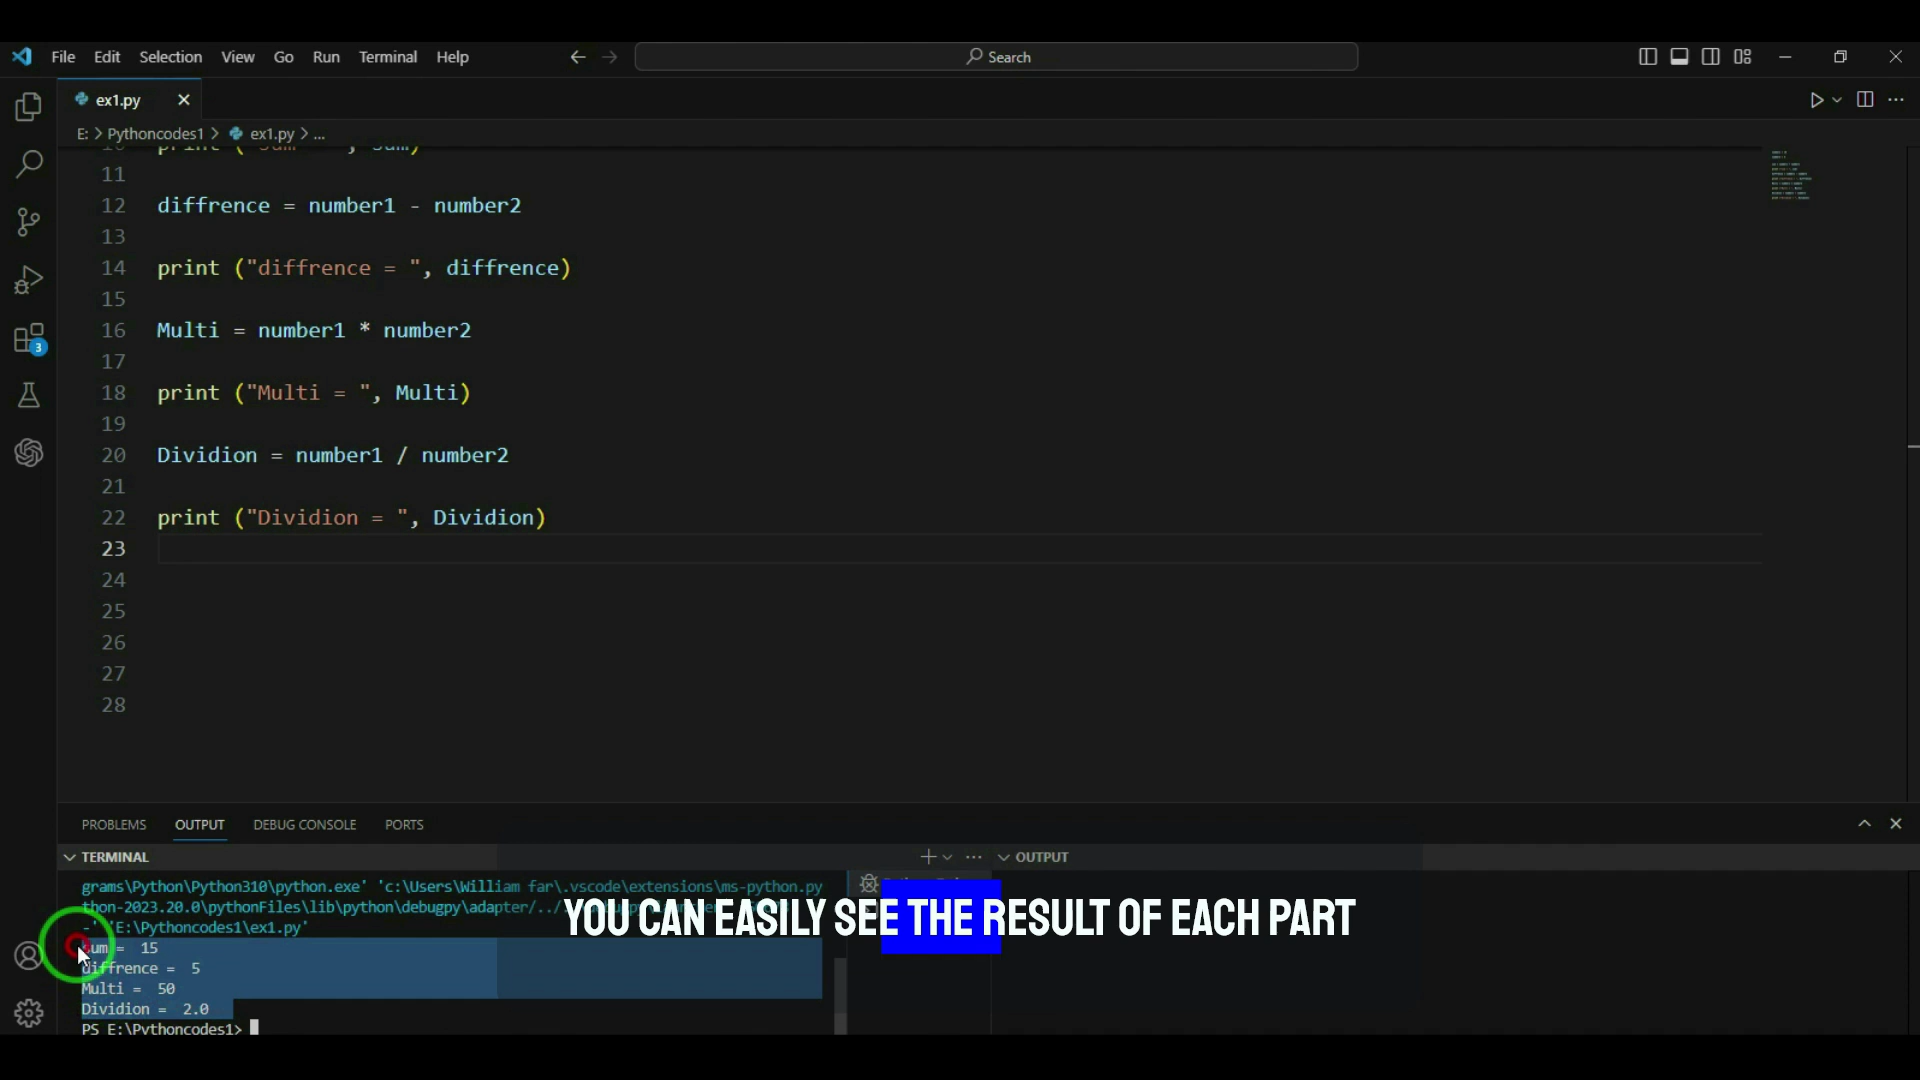 File Edit Selection View Go Run Terminal Help
Search
ex1.py
E: > Pythoncodes1 > ex1.py > ...
11
12 diffrence = number1 - number2
13
14 print ("diffrence = ", diffrence)
15
16 Multi = number1 * number2
17
18 print ("Multi = ", Multi)
19
20 Dividion = number1 / number2
21
22 print ("Dividion = ", Dividion)
23
24
25
26
27
28
3
PROBLEMS OUTPUT DEBUG CONSOLE PORTS
TERMINAL
OUTPUT
grams\Python\Python310\python.exe' 'c:\Users\William far\.vscode\extensions\ms-python.py
thon-2023.20.0\pythonFiles\lib\python\debugpy\adapter/../
-' 'E:\Pythoncodes1\ex1.py'
YOU CAN EASILY SEE THE RESULT OF EACH PART
sum = 15
diffrence = 5
Multi = 50
Dividion = 2.0
PS E:\Pythoncodes1>